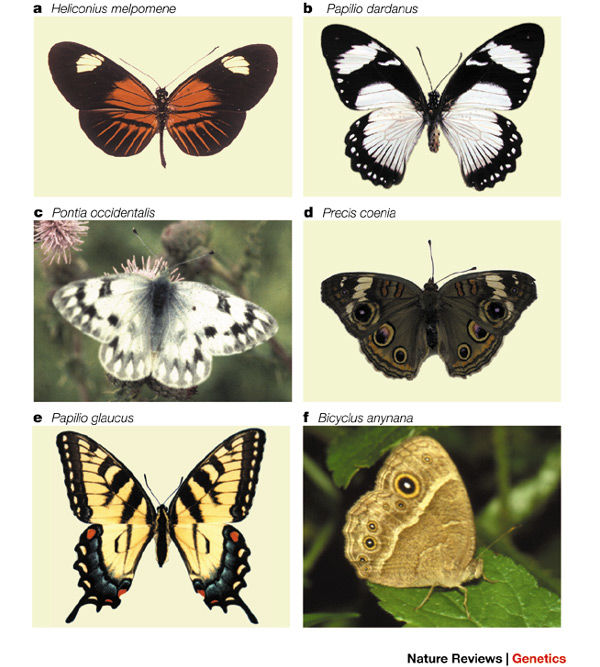 a Heliconius melpomene
b Papilio dardanus
c Pontia occidentalis
d Precis coenia
e Papilio glaucus
f Bicyclus anynana
Nature Reviews | Genetics